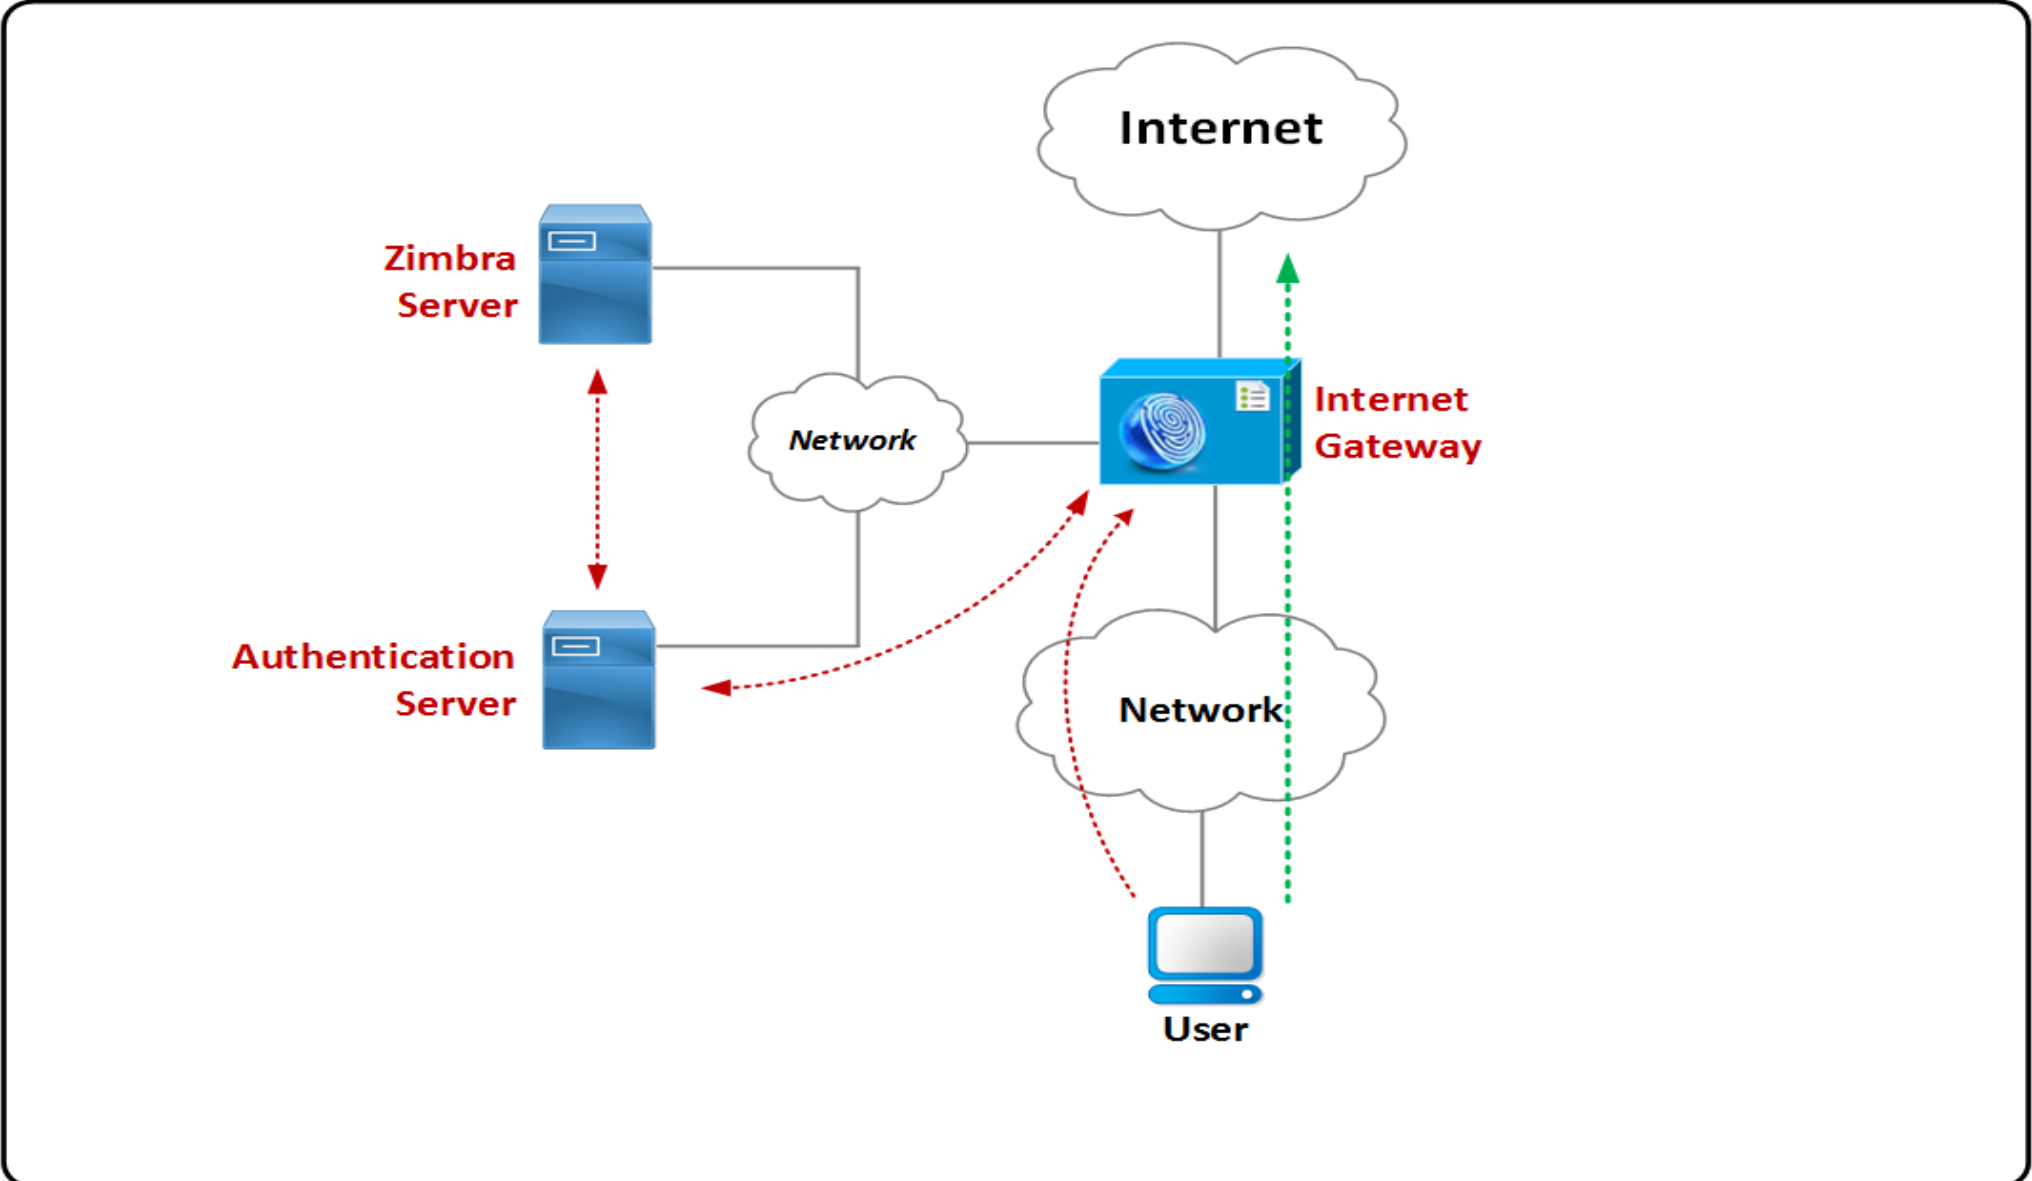 Internet
Zimbra
Server
Internet
Gateway
Network
Authentication
Server
Network
User